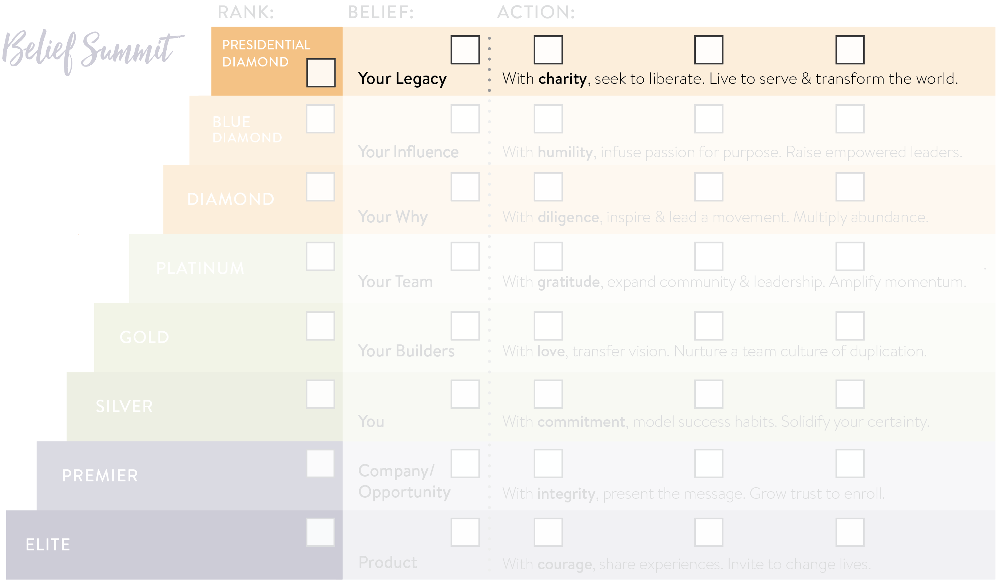 RANK: BELIEF: ACTION:
Belief Summit
PRESIDENTIAL
DIAMOND
Your Legacy
With charity, seek to liberate. Live to serve & transform the world.
BLUE
DIAMOND
Your Influence
With humility, infuse passion for purpose. Raise empowered leaders.
DIAMOND
Your Why
With diligence, inspire & lead a movement. Multiply abundance.
PLATINUM
Your Team
With gratitude, expand community & leadership. Amplify momentum.
GOLD
Your Builders
With love, transfer vision. Nurture a team culture of duplication.
SILVER
You
With commitment, model success habits. Solidify your certainty.
PREMIER
Company/
Opportunity
With integrity, present the message. Grow trust to enroll.
ELITE
Product
With courage, share experiences. Invite to change lives.